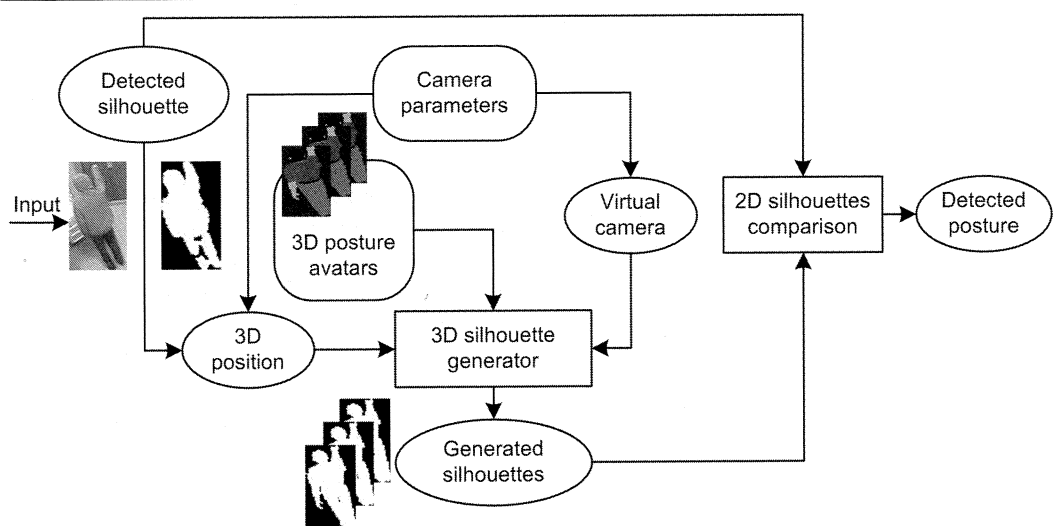 Detected
silhouette
Camera
parameters
Input
3D posture
avatars
Virtual
camera
2D silhouettes
comparison
Detected
posture
3D
position
3D silhouette
generator
Generated
silhouettes